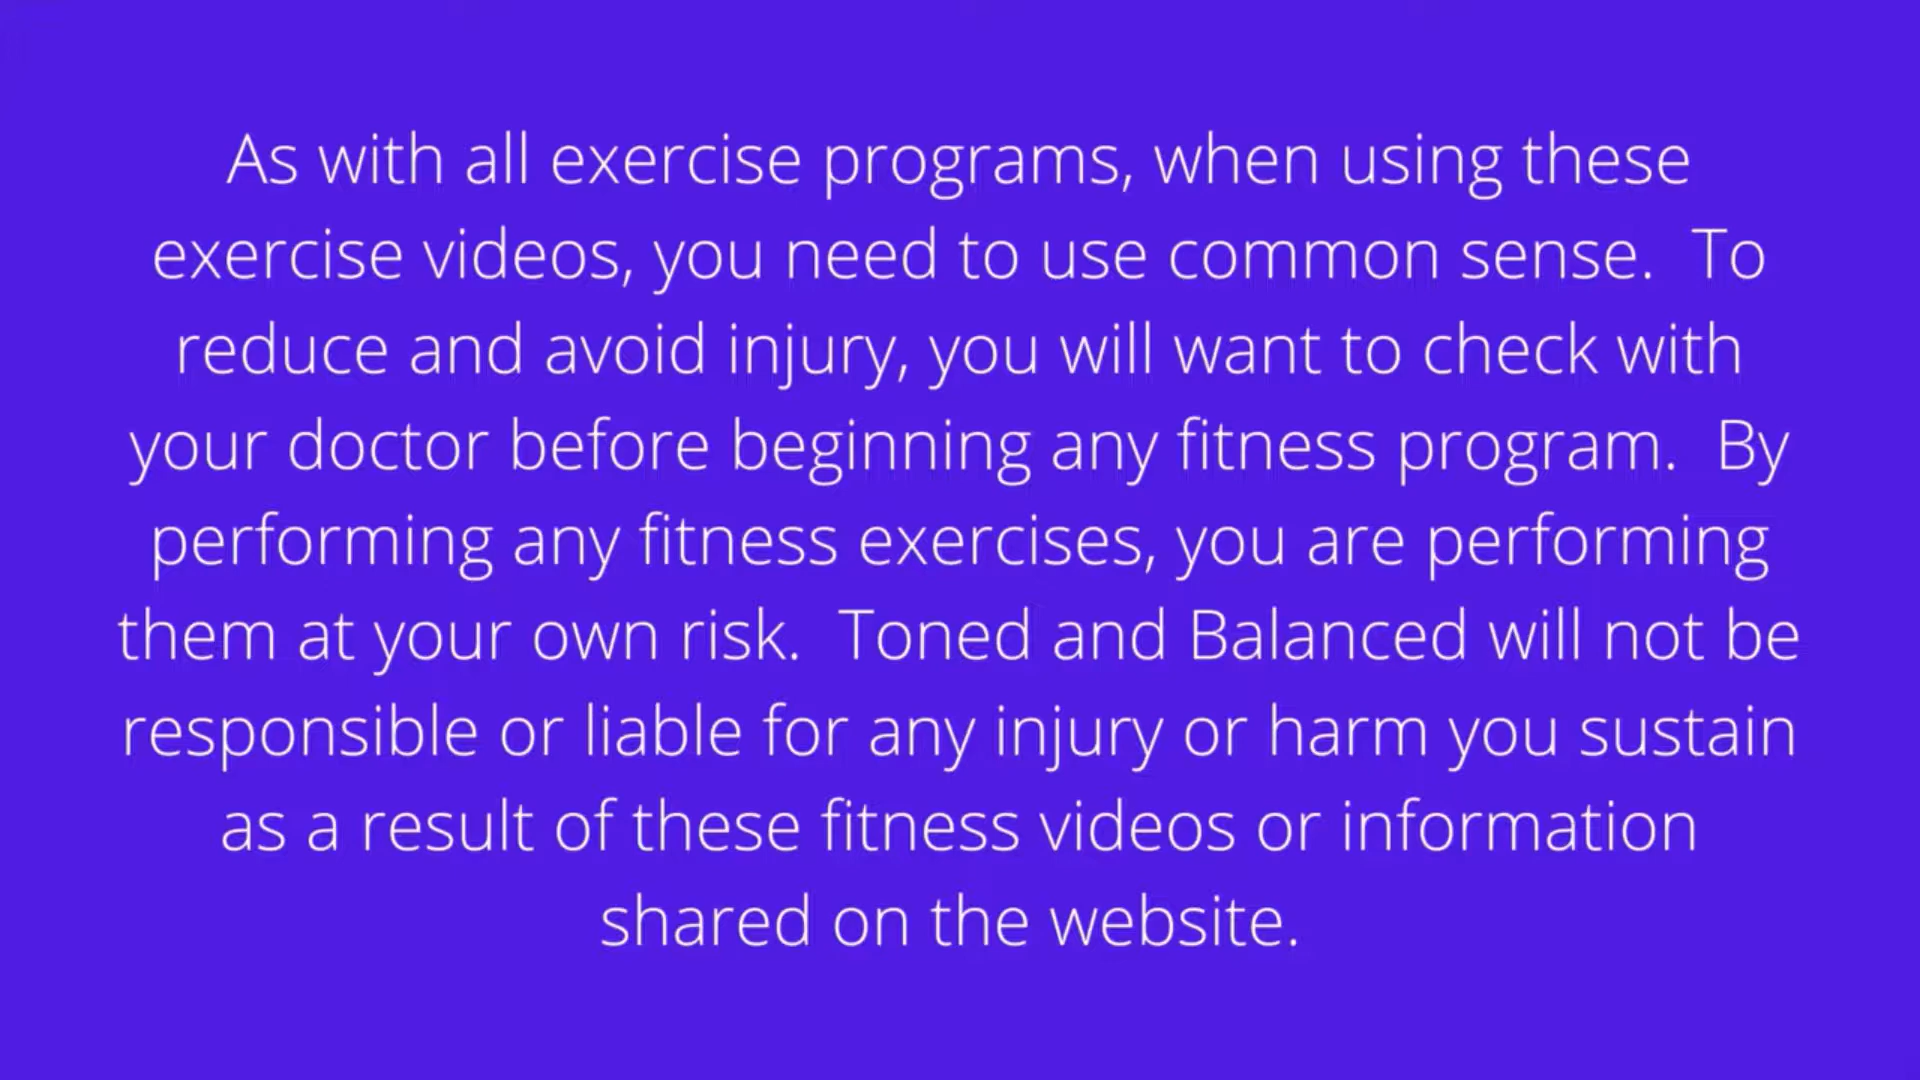 As with all exercise programs, when using these
exercise videos, you need to use common sense.  To
reduce and avoid injury, you will want to check with
your doctor before beginning any fitness program.  By
performing any fitness exercises, you are performing
them at your own risk.  Toned and Balanced will not be
responsible or liable for any injury or harm you sustain
as a result of these fitness videos or information
shared on the website.